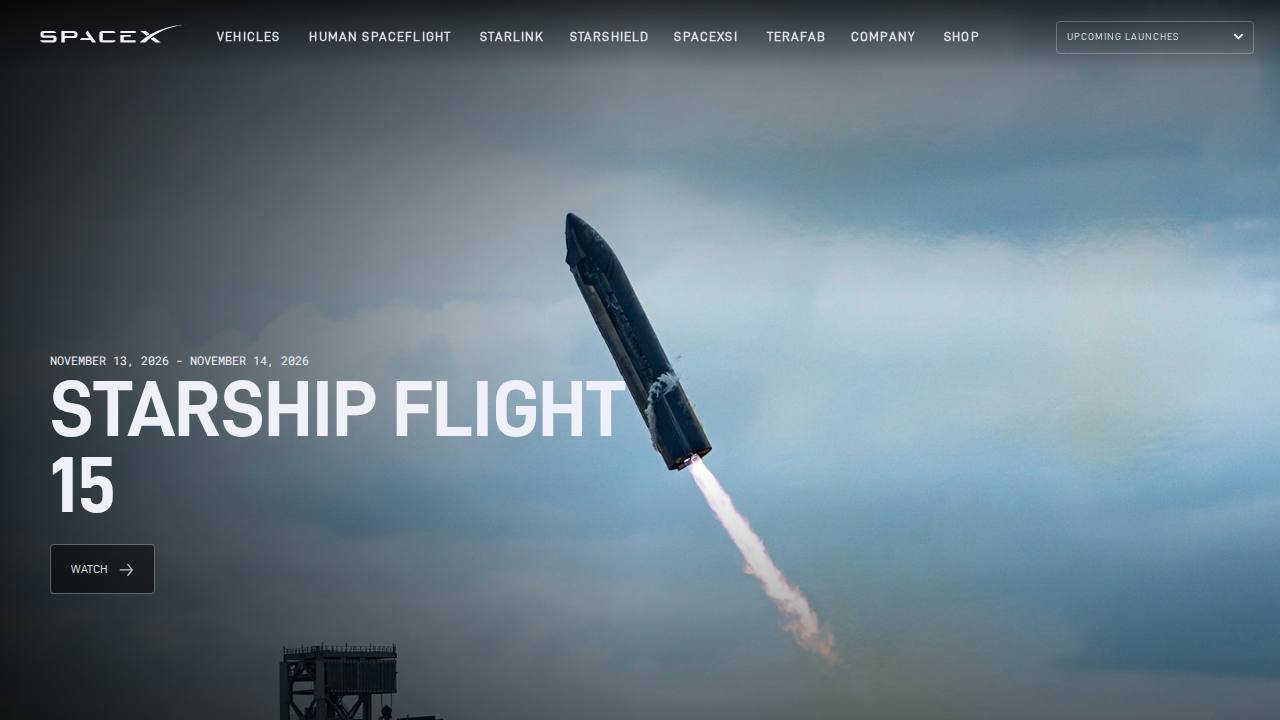 SPACEX VEHICLES HUMAN SPACEFLIGHT STARLINK STARSHIELD SPACEXSI TERAFAB COMPANY SHOP UPCOMING LAUNCHES
NOVEMBER 13, 2026 - NOVEMBER 14, 2026
STARSHIP FLIGHT
15
WATCH